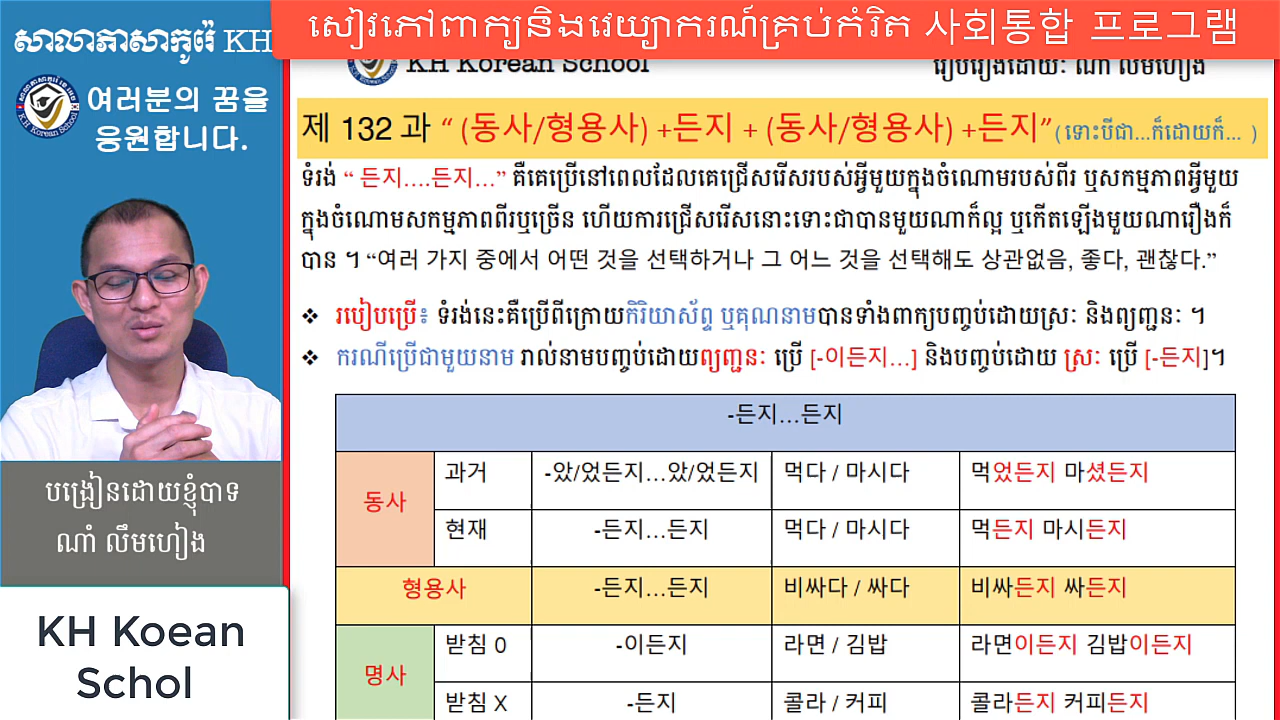 សាលាភាសាកូរ៉េ KH
សៀវភៅពាក្យនិងវេយ្យាករណ៍គ្រប់កំរិត 사회통합 프로그램
KH Korean School
រៀបរៀងដោយៈ ណាំ លឹមហៀង
여러분의 꿈을
응원합니다.
제 132 과 “ (동사/형용사) +든지 + (동사/형용사) +든지” ( ទោះបីជា...ក៏ដោយក៏... )
ទំរង់ “ 든지….든지…” គឺគេប្រើនៅពេលដែលគេជ្រើសរើសរបស់អ្វីមួយក្នុងចំណោមរបស់ពីរ ឬសកម្មភាពអ្វីមួយ
ក្នុងចំណោមសកម្មភាពពីរឬច្រើន ហើយការជ្រើសរើសនោះទោះជាបានមួយណាក៏ល្អ ឬកើតឡើងមួយណារឿងក៏
បាន ។ “여러 가지 중에서 어떤 것을 선택하거나 그 어느 것을 선택해도 상관없음, 좋다, 괜찮다.”
❖ របៀបប្រើ៖ ទំរង់នេះគឺប្រើពីក្រោយកិរិយាស័ព្ទ ឬគុណនាមបានទាំងពាក្យបញ្ចប់ដោយស្រៈ និងព្យញ្ជនៈ ។
❖ ករណីប្រើជាមួយនាម រាល់នាមបញ្ចប់ដោយព្យញ្ជនៈ ប្រើ [-이든지…] និងបញ្ចប់ដោយ ស្រៈ ប្រើ [-든지]។
-든지…든지
동사 과거 -았/었든지…았/었든지 먹다 / 마시다 먹었든지 마셨든지
현재 -든지…든지 먹다 / 마시다 먹든지 마시든지
형용사 -든지…든지 비싸다 / 싸다 비싸든지 싸든지
명사 받침 0 -이든지 라면 / 김밥 라면이든지 김밥이든지
받침 X -든지 콜라 / 커피 콜라든지 커피든지
បង្រៀនដោយខ្ញុំបាទ
ណាំ លឹមហៀង
KH Koean
Schol